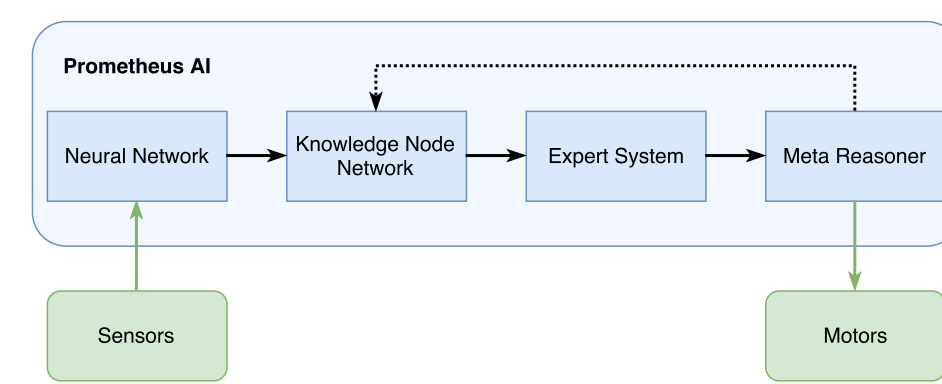 Prometheus AI
Neural Network
Knowledge Node
Network
Expert System
Meta Reasoner
Sensors
Motors